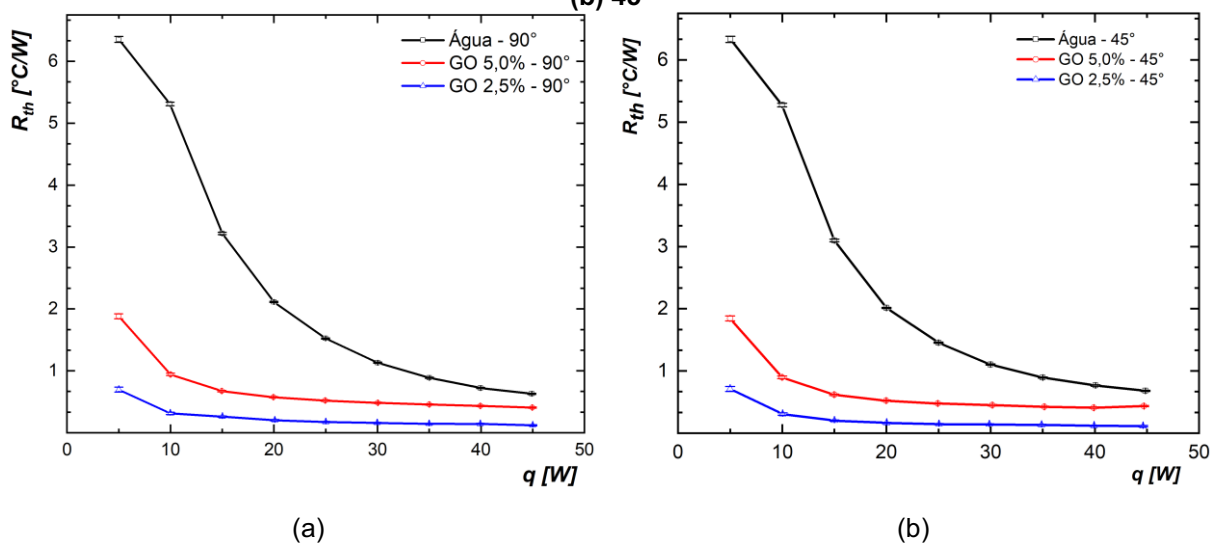 (b) 45
R_th [°C/W]
6
5
4
3
2
1
0 10 20 30 40 50
q [W]
Água - 90°
GO 5,0% - 90°
GO 2,5% - 90°
(a)
R_th [°C/W]
6
5
4
3
2
1
0 10 20 30 40 50
q [W]
Água - 45°
GO 5,0% - 45°
GO 2,5% - 45°
(b)